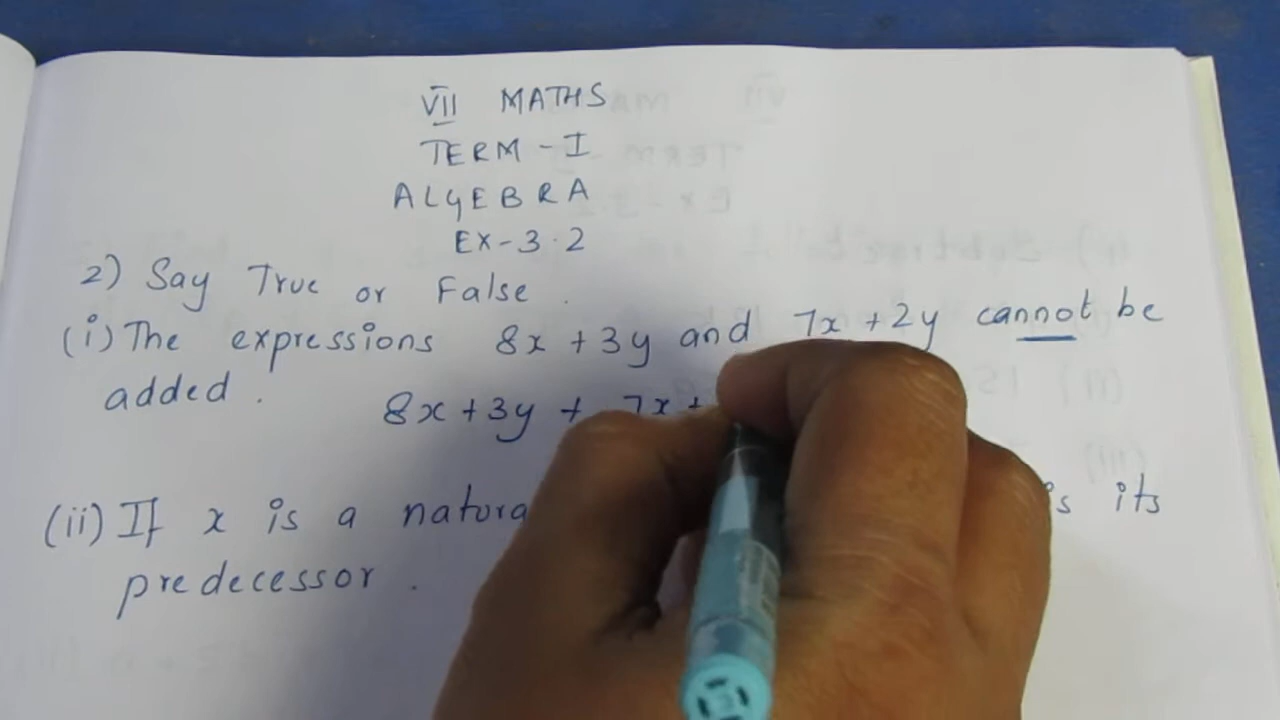 VII MATHS
TERM - I
ALGEBRA
EX-3.2
2) Say True or False.
(i) The expressions 8x + 3y and 7x + 2y cannot be
added.
8x + 3y + 7x +
(ii) If x is a is its
predecessor.